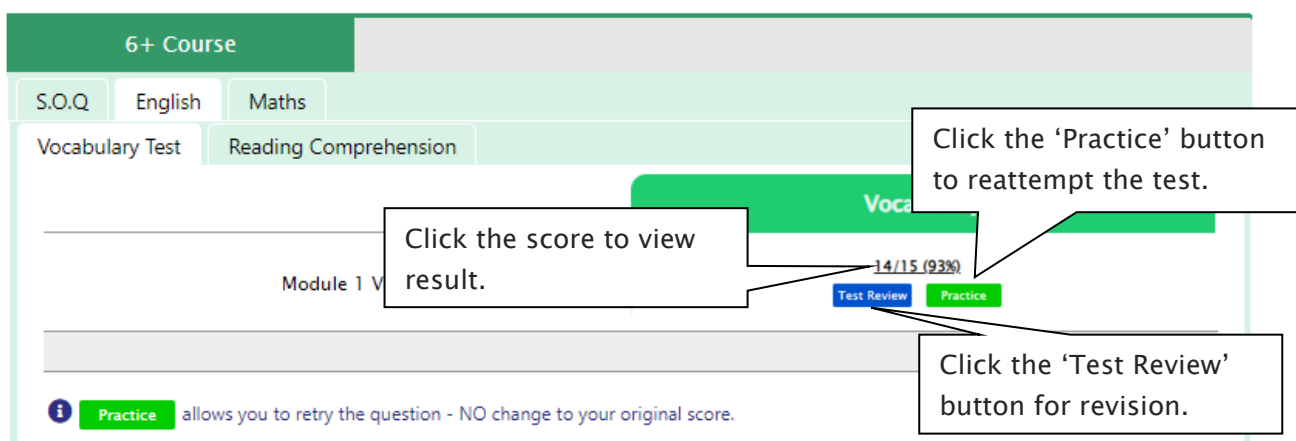 6+ Course
S.O.Q English Maths
Vocabulary Test Reading Comprehension
Click the ‘Practice’ button
to reattempt the test.
Click the score to view
result.
Module 1
14/15 (93%)
Test Review Practice
Click the ‘Test Review’
button for revision.
Practice allows you to retry the question - NO change to your original score.